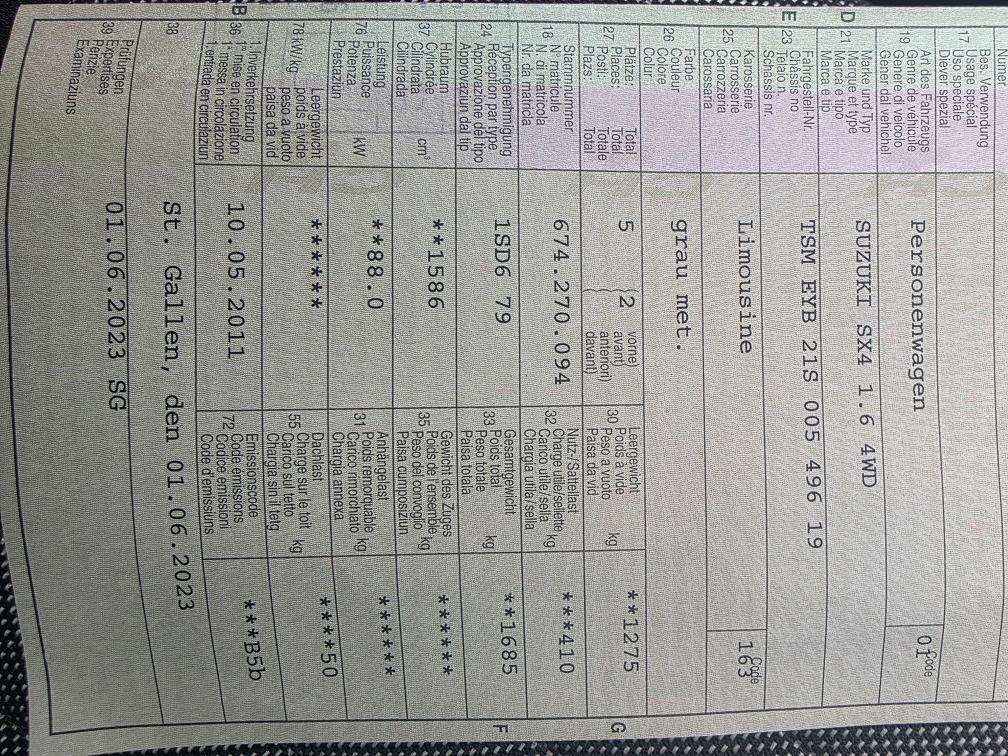 17 Bes. Verwendung
Usage spécial
Uso speciale
Diever spezial
19 Art des Fahrzeugs
Genre de véhicule
Genere di veicolo
Gener dal vehichel
Personenwagen
Code
01
D 21 Marke und Typ
Marque et type
Marca e tipo
Marca e tip
SUZUKI SX4 1.6 4WD
E 23 Fahrgestell-Nr.
Châssis no
Telaio n.
Schassis nr.
TSM EYB 21S 005 496 19
25 Karosserie
Carrosserie
Carrozzeria
Carossaria
Limousine
Code
163
26 Farbe
Couleur
Colore
Colur
grau met.
27 Plätze: Total
Places: Total
Posti: Totale
Plazs: Total
5 (2 vorne)
avant)
anteriori)
davant)
30 Leergewicht
Poids à vide
Peso a vuoto kg
Paisa da vid
**1275 G
18 Stammnummer
N° matricule
N. di matricola
Nr. da matricla
674.270.094
32 Nutz-/Sattellast
Charge utile/sellette kg
Carico utile/sella
Chargia utila/sella
***410
24 Typengenehmigung
Réception par type
Approvazione del tipo
Approvaziun dal tip
1SD6 79
33 Gesamtgewicht
Poids total
Peso totale kg
Paisa totala
**1685 F
37 Hubraum
Cylindrée
Cilindrata cm³
Cilindrada
**1586
35 Gewicht des Zuges
Poids de l'ensemble kg
Peso del convoglio
Paisa cumposiziun
******
76 Leistung
Puissance
Potenza kW
Prestaziun
**88.0
31 Anhängelast
Poids remorquable kg
Carico rimorchiato
Chargia annexa
******
78 kW/kg Leergewicht
poids à vide
peso a vuoto
paisa da vid
******
55 Dachlast
Charge sur le toit kg
Carico sul tetto
Chargia sin il tetg
****50
B 36 1. Inverkehrsetzung
1re mise en circulation
1a messa in circolazione
1. entrada en circulaziun
10.05.2011
72 Emissionscode
Code émissions
Codice emissioni
Code d'emissiuns
***B5b
38 St. Gallen, den 01.06.2023
39 Prüfungen
Expertises
Perizie
Examinaziuns
01.06.2023 SG